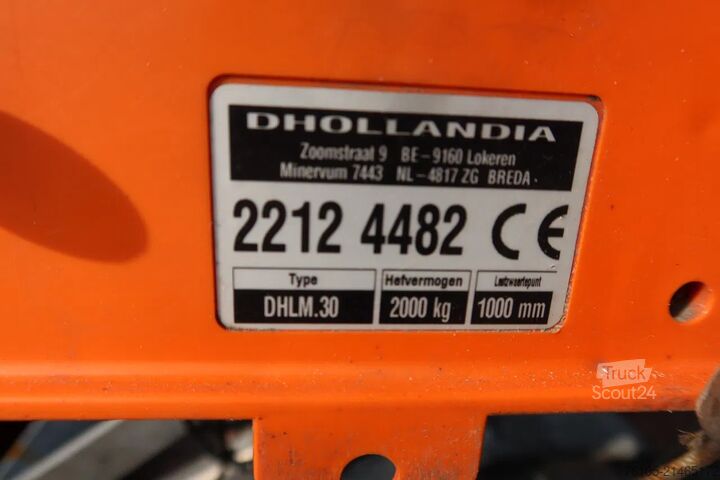 DHOLLANDIA
Zoomstraat 9 BE-9160 Lokeren
Minervum 7443 NL-4817 ZG BREDA
2212 4482 CE
Type Hefvermogen Lastzwaartepunt
DHLM.30 2000 kg 1000 mm
Truck
Scout24